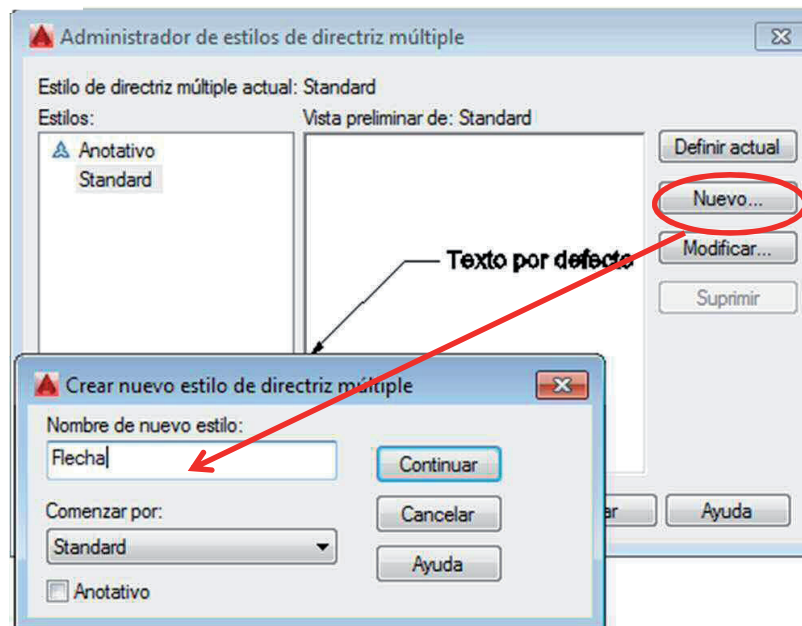 Administrador de estilos de directriz múltiple
Estilo de directriz múltiple actual: Standard
Estilos:
Vista preliminar de: Standard
Anotativo
Standard
Texto por defecto
Definir actual
Nuevo...
Modificar...
Suprimir
Ayuda
Crear nuevo estilo de directriz múltiple
Nombre de nuevo estilo:
Flecha
Continuar
Comenzar por:
Cancelar
Standard
Ayuda
Anotativo